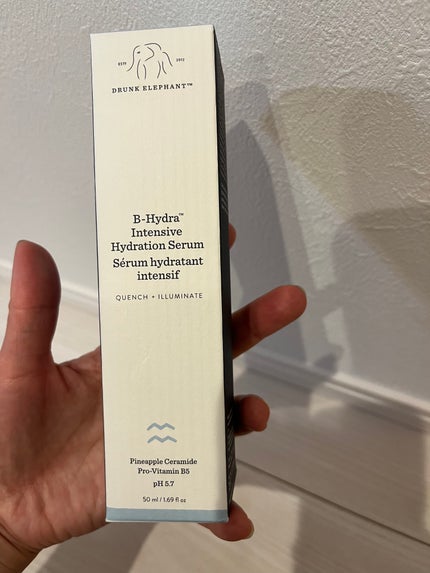 ESTD 2012
DRUNK ELEPHANT™
B-Hydra™
Intensive
Hydration Serum
Sérum hydratant
intensif
QUENCH + ILLUMINATE
Pineapple Ceramide
Pro-Vitamin B5
pH 5.7
50 ml / 1.69 fl oz